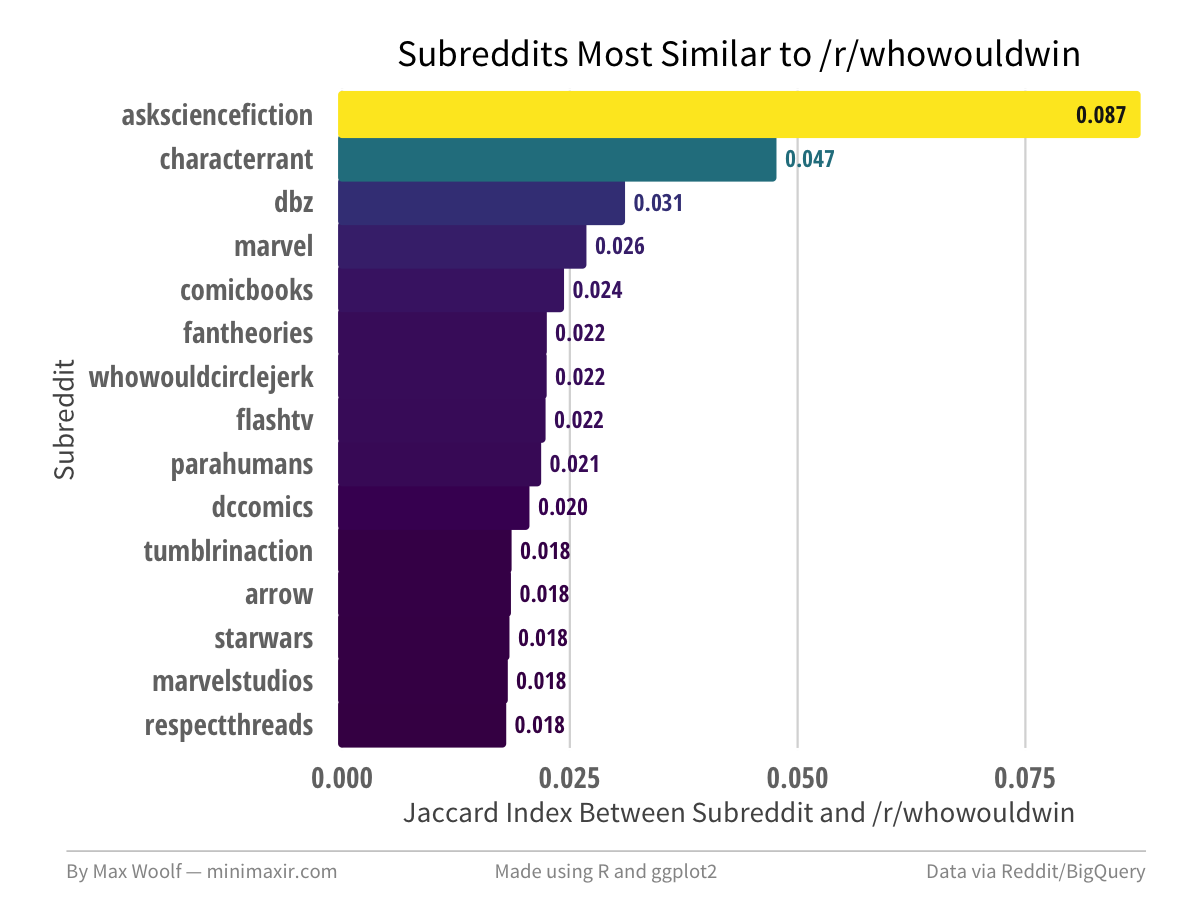 Subreddits Most Similar to /r/whowouldwin
asksciencefiction 0.087
characterrant 0.047
dbz 0.031
marvel 0.026
comicbooks 0.024
fantheories 0.022
whowouldcirclejerk 0.022
flashtv 0.022
parahumans 0.021
dccomics 0.020
tumblrinaction 0.018
arrow 0.018
starwars 0.018
marvelstudios 0.018
respectthreads 0.018
Subreddit
0.000 0.025 0.050 0.075
Jaccard Index Between Subreddit and /r/whowouldwin
By Max Woolf — minimaxir.com Made using R and ggplot2 Data via Reddit/BigQuery